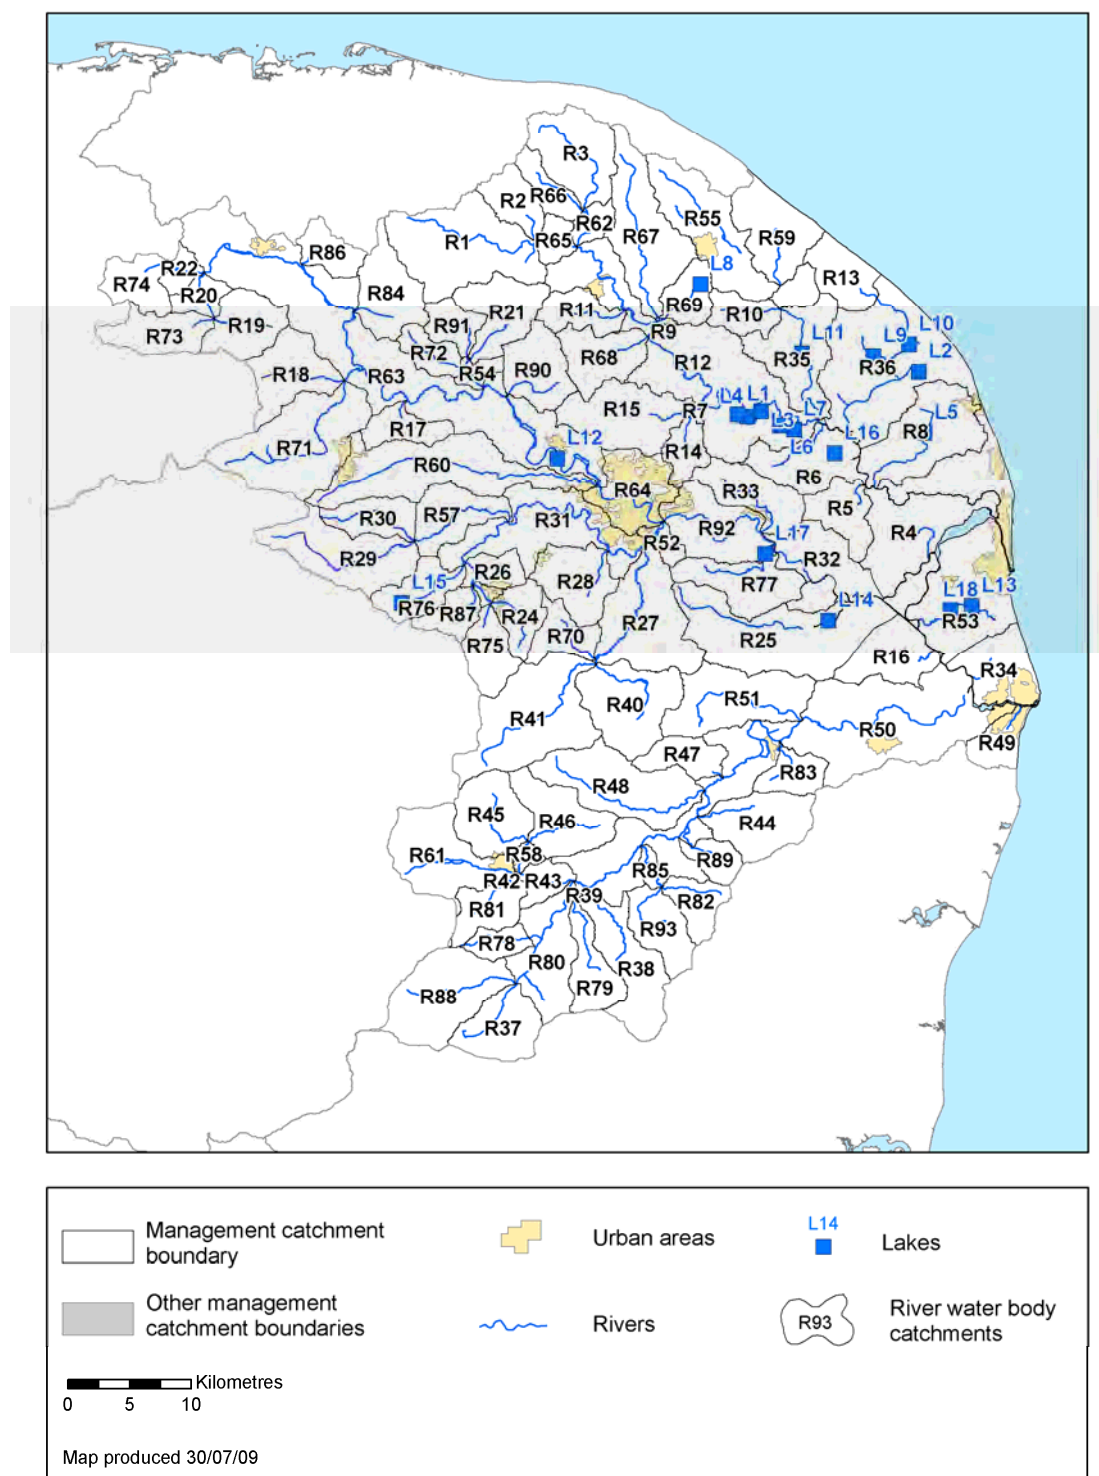 R3
R2
R66
R62
R55
R1
R65
R67
R59
R86
L8
R22
R74
R20
R84
R69
R13
R11
R10
R73
R19
R91
R21
R9
L11
L9
L10
R72
R68
R12
R35
R36
L2
R18
R63
R54
R90
R15
R7
L4
L1
L7
L5
R17
L3
L16
R8
R71
L12
R14
L6
R60
R6
R64
R33
R5
R30
R57
R31
R92
R4
R29
R52
L17
R32
R26
R28
R77
L15
L18
L13
R76
R87
R24
L14
R53
R75
R70
R27
R25
R16
R34
R41
R40
R51
R50
R49
R47
R83
R48
R45
R46
R44
R61
R58
R89
R42
R43
R85
R81
R39
R82
R78
R93
R80
R38
R88
R79
R37
Management catchment
boundary
Urban areas
L14
Lakes
Other management
catchment boundaries
Rivers
R93
River water body
catchments
Kilometres
0 5 10
Map produced 30/07/09